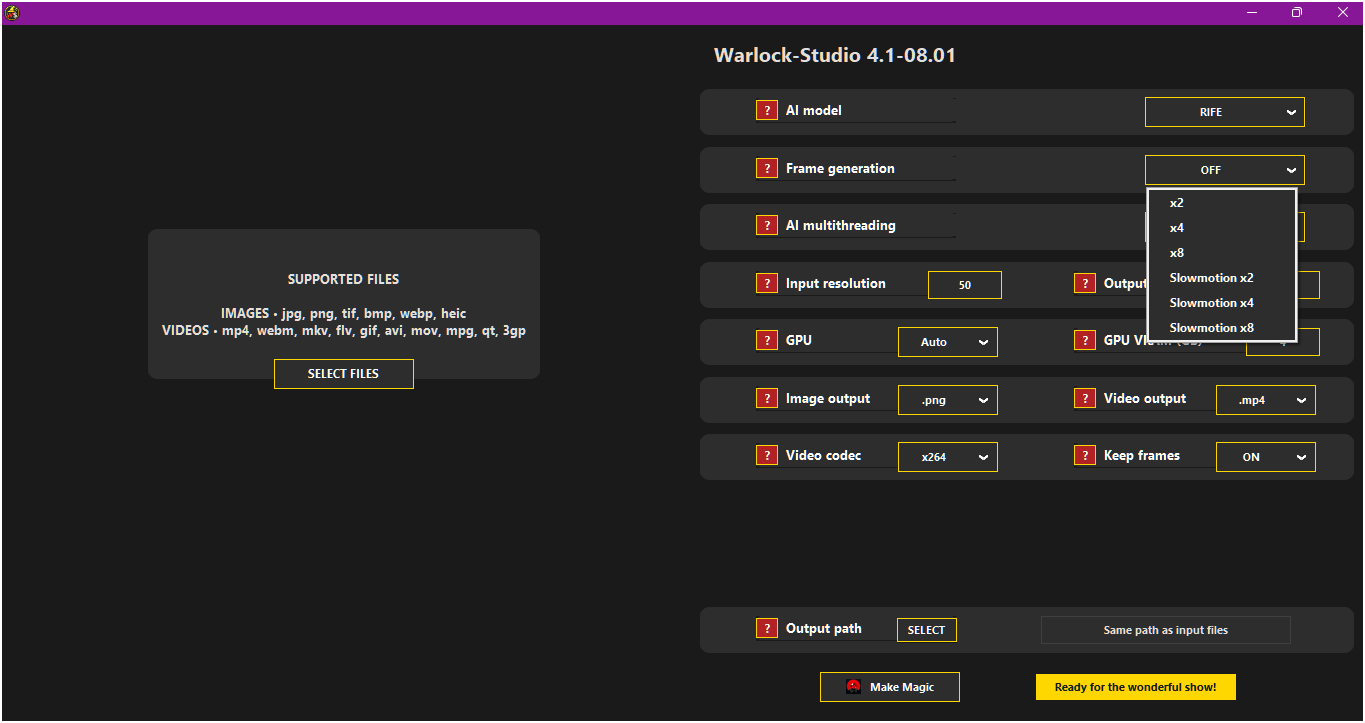 Warlock-Studio 4.1-08.01
? AI model RIFE
? Frame generation OFF
x2
x4
x8
Slowmotion x2
Slowmotion x4
Slowmotion x8
? AI multithreading
? Input resolution 50 ? Output
? GPU Auto ? GPU
? Image output .png ? Video output .mp4
? Video codec x264 ? Keep frames ON
SUPPORTED FILES
IMAGES • jpg, png, tif, bmp, webp, heic
VIDEOS • mp4, webm, mkv, flv, gif, avi, mov, mpg, qt, 3gp
SELECT FILES
? Output path SELECT Same path as input files
Make Magic Ready for the wonderful show!